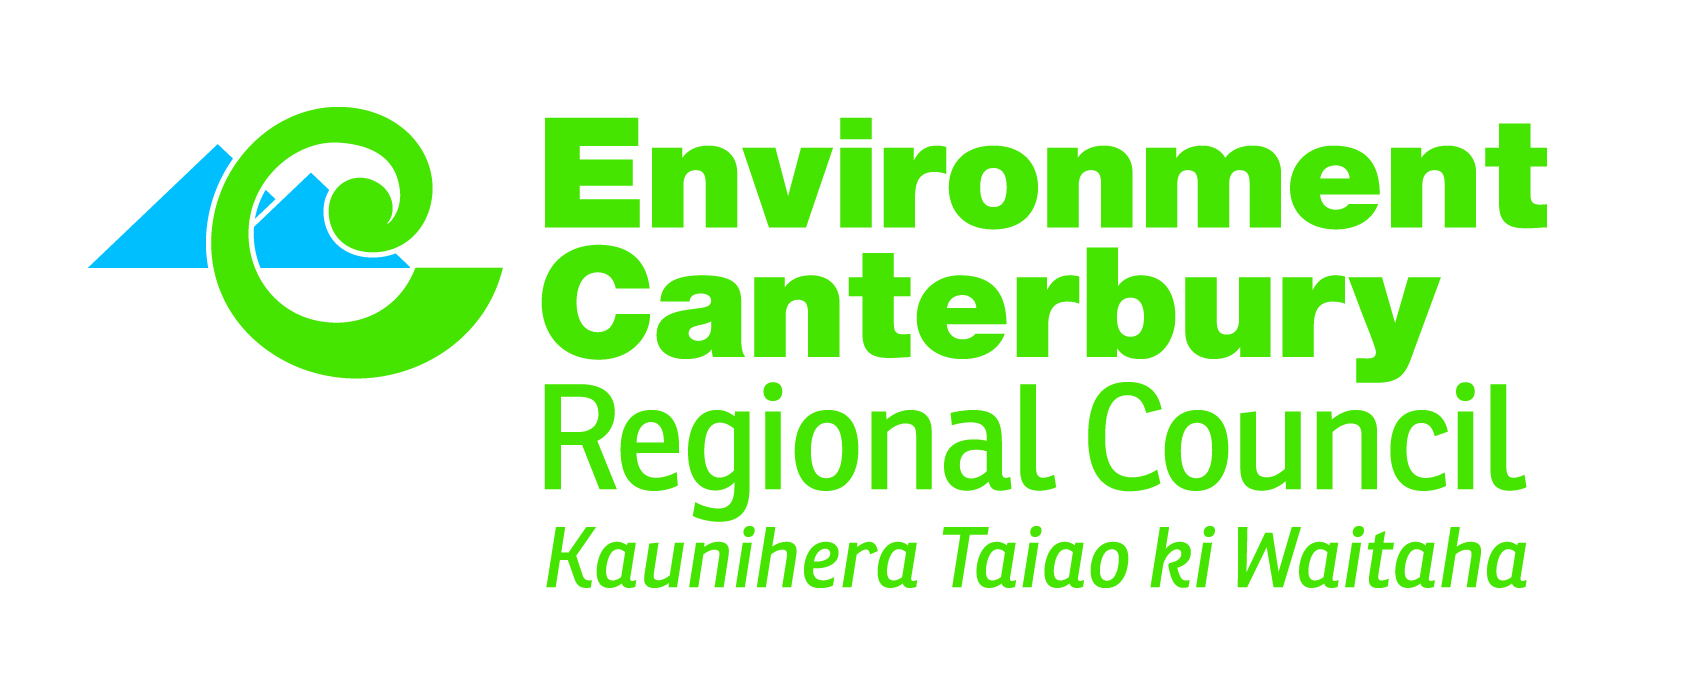 Environment
Canterbury
Regional Council
Kaunihera Taiao ki Waitaha